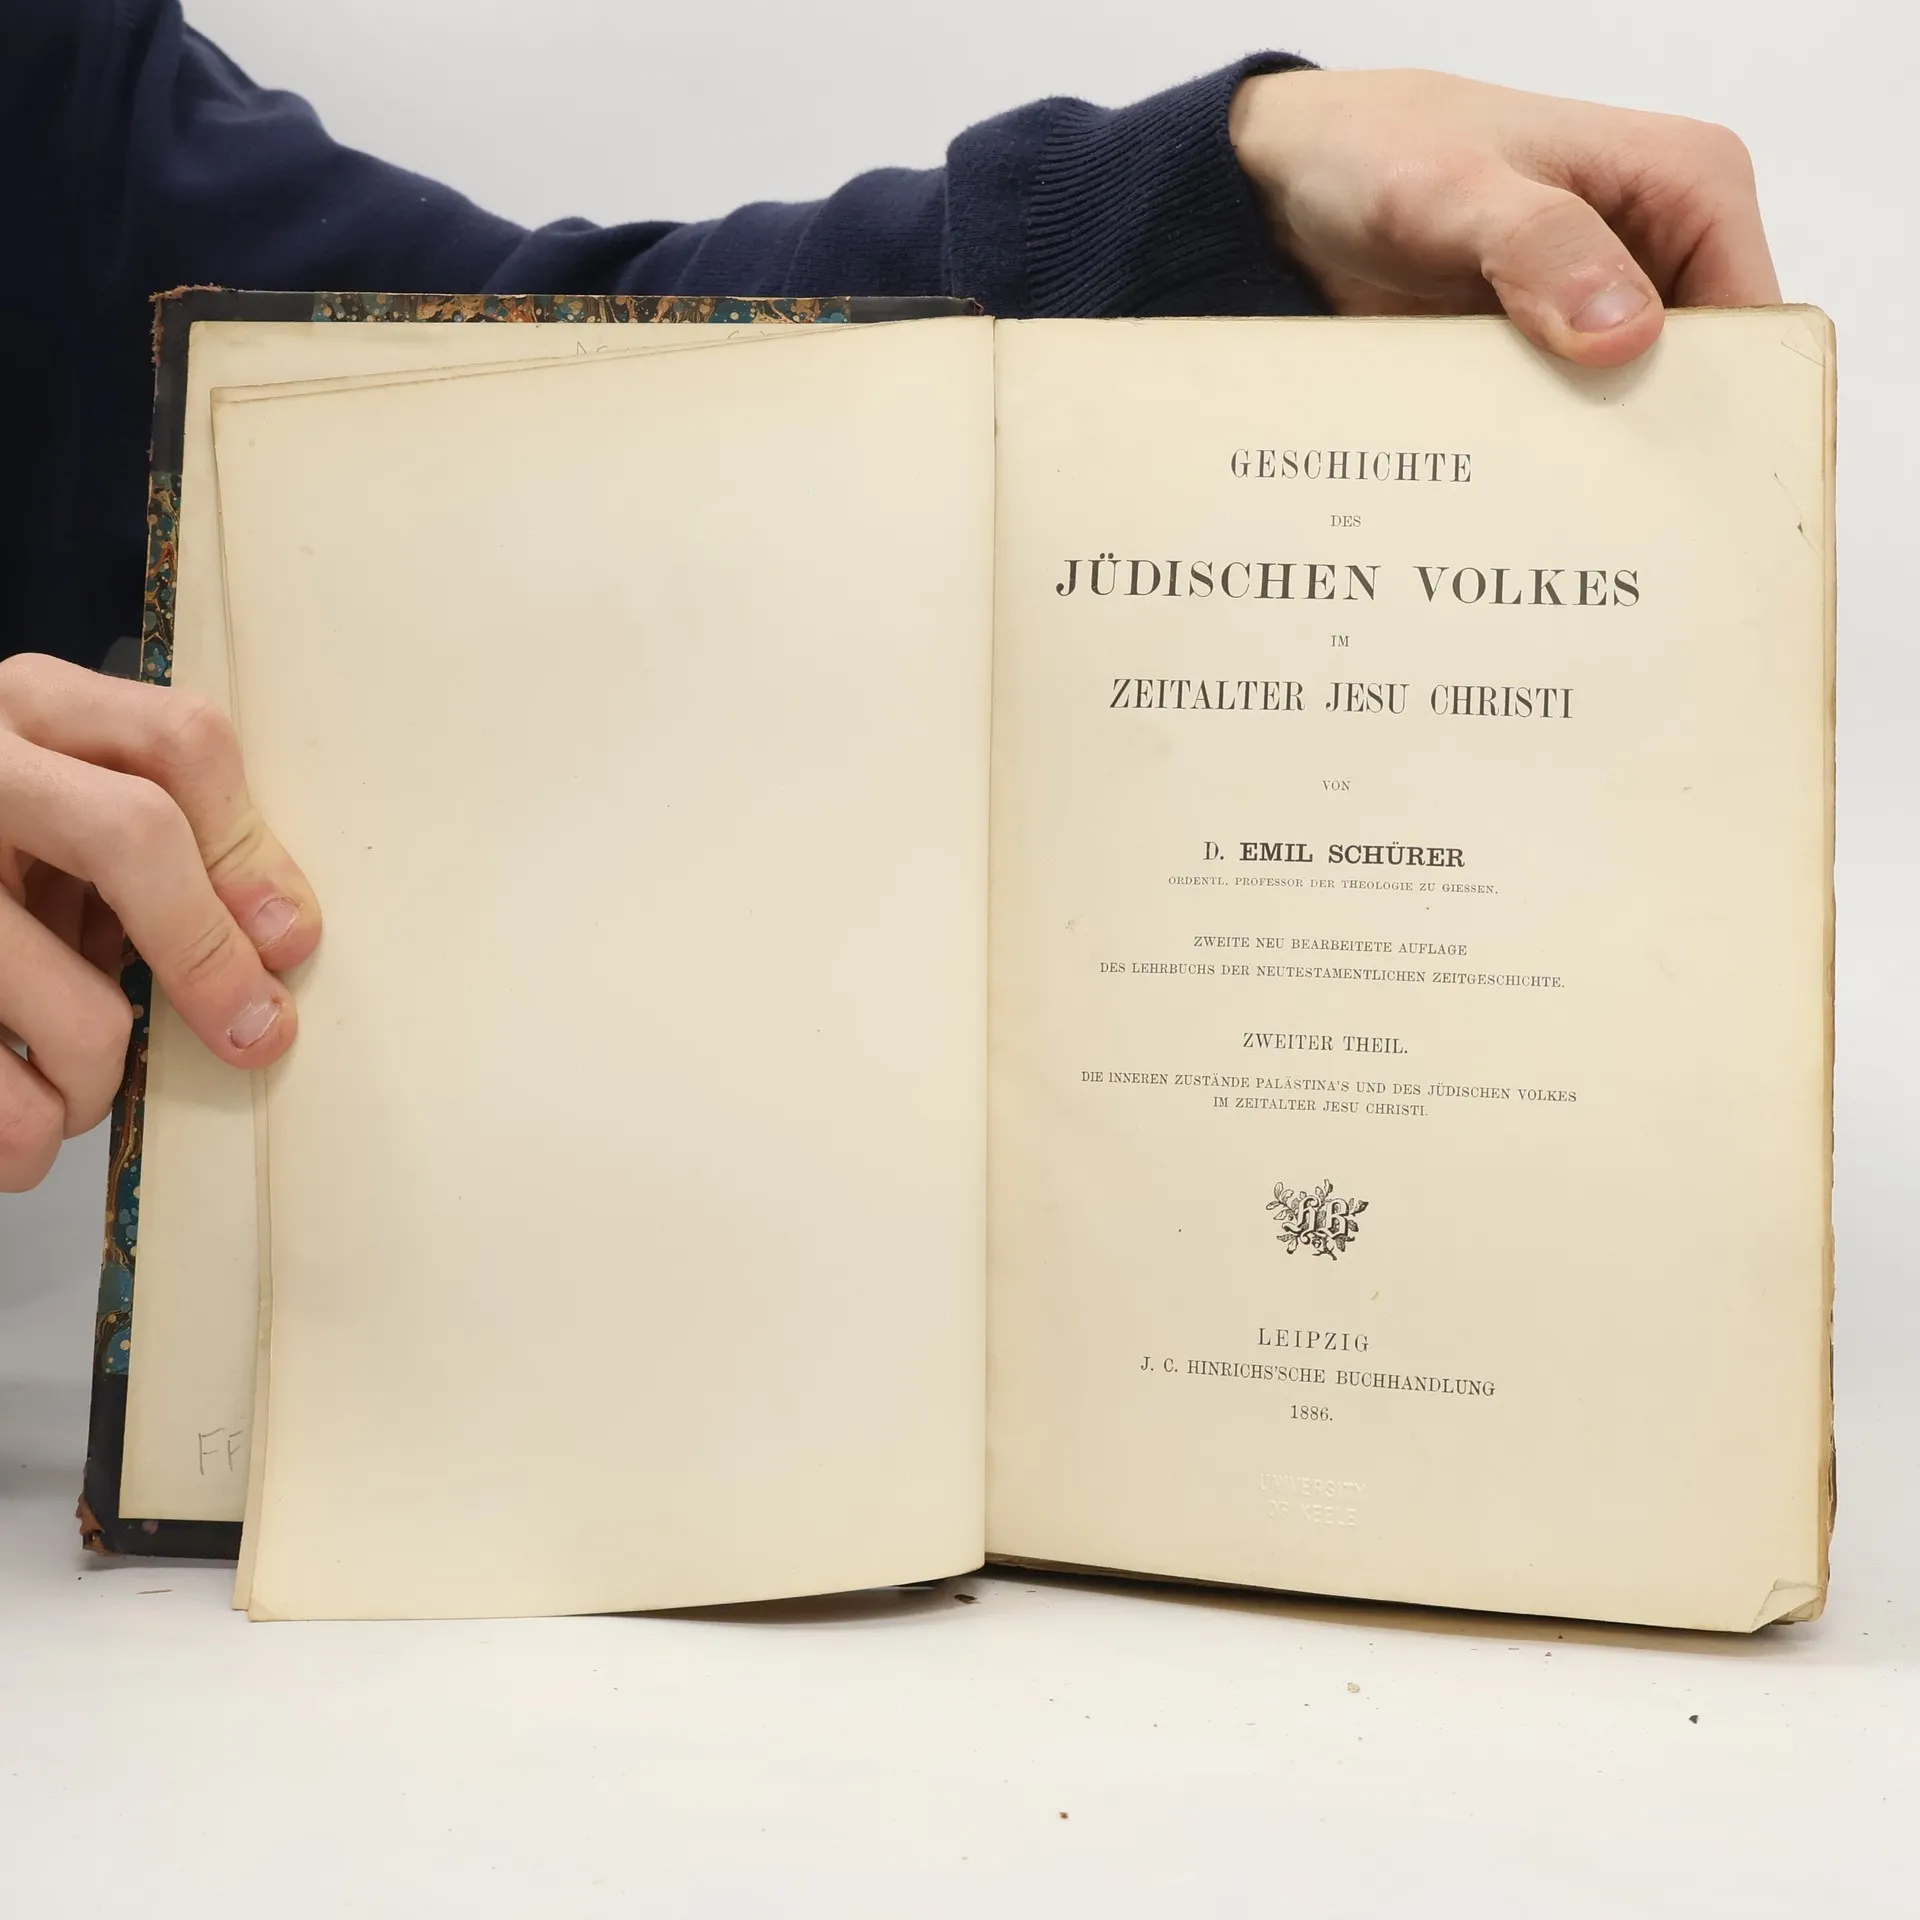 GESCHICHTE
DES
JÜDISCHEN VOLKES
IM
ZEITALTER JESU CHRISTI
VON
D. EMIL SCHÜRER
ORDENTL. PROFESSOR DER THEOLOGIE ZU GIESSEN.
ZWEITE NEU BEARBEITETE AUFLAGE
DES LEHRBUCHS DER NEUTESTAMENTLICHEN ZEITGESCHICHTE.
ZWEITER THEIL.
DIE INNEREN ZUSTÄNDE PALÄSTINA'S UND DES JÜDISCHEN VOLKES
IM ZEITALTER JESU CHRISTI.
LEIPZIG
J. C. HINRICHS'SCHE BUCHHANDLUNG
1886.
UNIVERSITY
OF KEELE
FF